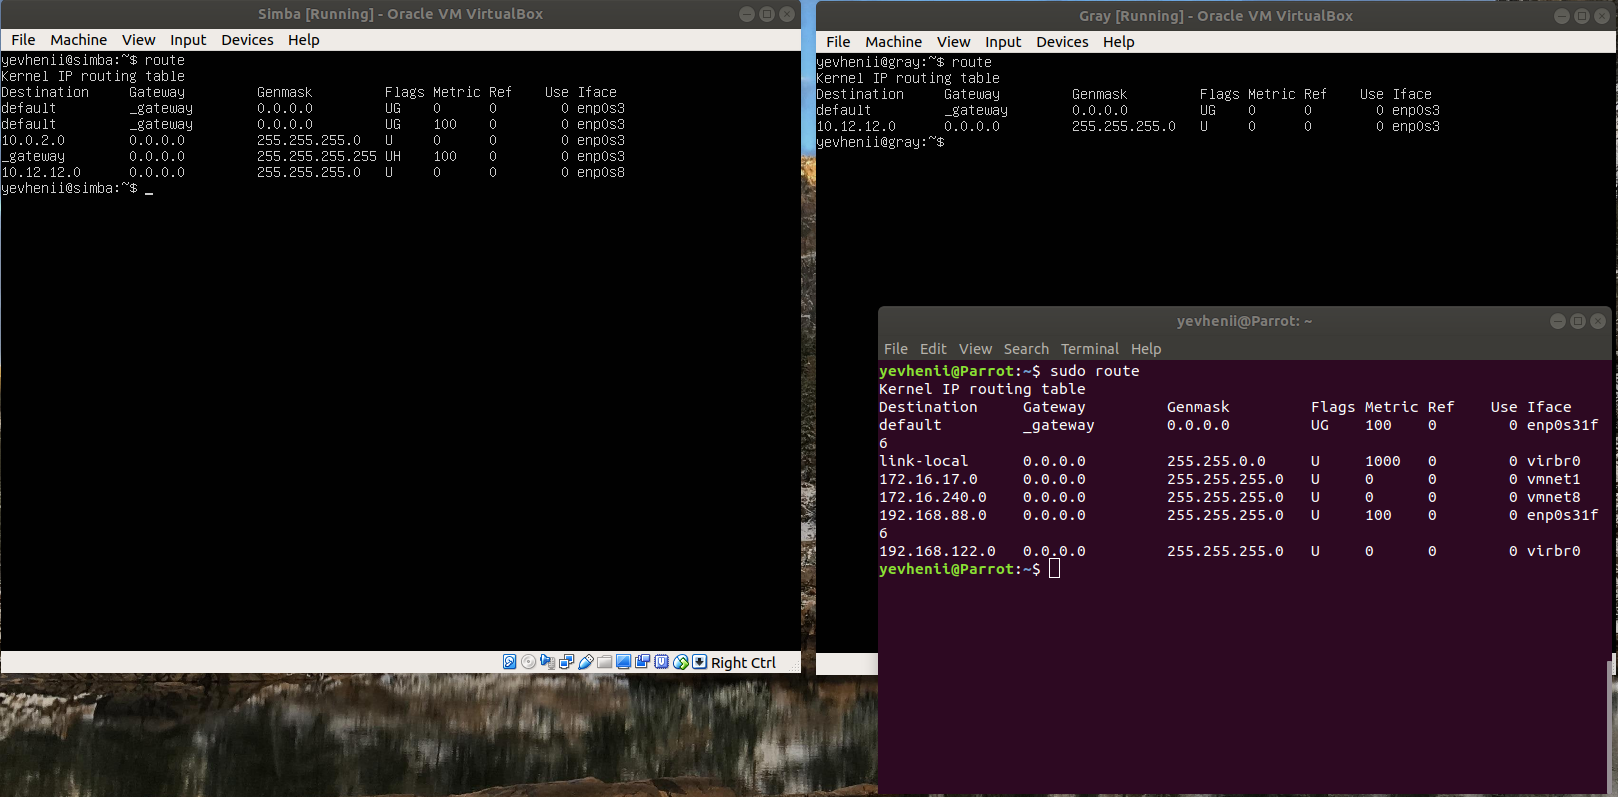 Simba [Running] - Oracle VM VirtualBox
File Machine View Input Devices Help
yevhenii@simba:~$ route
Kernel IP routing table
Destination Gateway Genmask Flags Metric Ref Use Iface
default _gateway 0.0.0.0 UG 0 0 0 enp0s3
default _gateway 0.0.0.0 UG 100 0 0 enp0s3
10.0.2.0 0.0.0.0 255.255.255.0 U 0 0 0 enp0s3
_gateway 0.0.0.0 255.255.255.255 UH 100 0 0 enp0s3
10.12.12.0 0.0.0.0 255.255.255.0 U 0 0 0 enp0s8
yevhenii@simba:~$ _
Right Ctrl
Gray [Running] - Oracle VM VirtualBox
File Machine View Input Devices Help
yevhenii@gray:~$ route
Kernel IP routing table
Destination Gateway Genmask Flags Metric Ref Use Iface
default _gateway 0.0.0.0 UG 0 0 0 enp0s3
10.12.12.0 0.0.0.0 255.255.255.0 U 0 0 0 enp0s3
yevhenii@gray:~$
yevhenii@Parrot: ~
File Edit View Search Terminal Help
yevhenii@Parrot:~$ sudo route
Kernel IP routing table
Destination Gateway Genmask Flags Metric Ref Use Iface
default _gateway 0.0.0.0 UG 100 0 0 enp0s31f
6
link-local 0.0.0.0 255.255.0.0 U 1000 0 0 virbr0
172.16.17.0 0.0.0.0 255.255.255.0 U 0 0 0 vmnet1
172.16.240.0 0.0.0.0 255.255.255.0 U 0 0 0 vmnet8
192.168.88.0 0.0.0.0 255.255.255.0 U 100 0 0 enp0s31f
6
192.168.122.0 0.0.0.0 255.255.255.0 U 0 0 0 virbr0
yevhenii@Parrot:~$